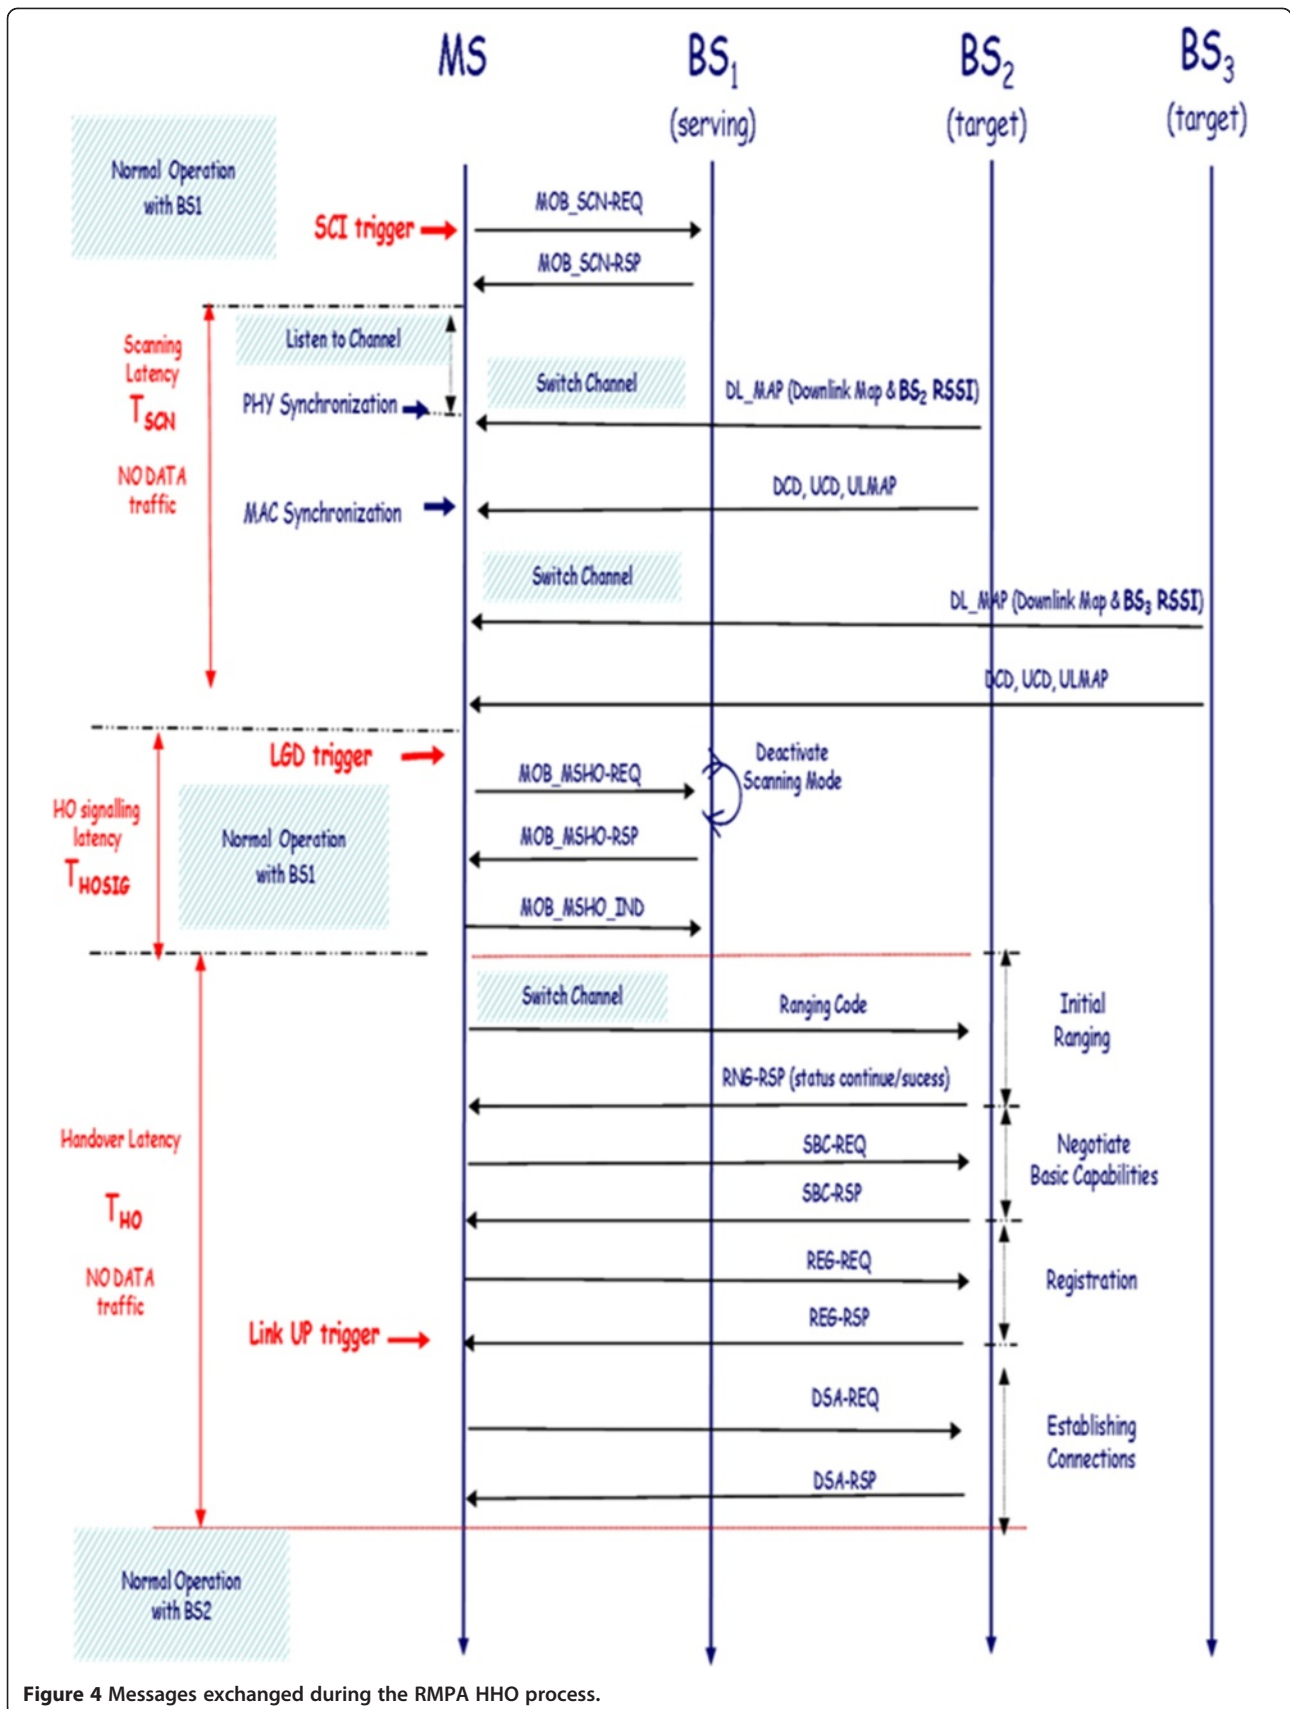 MS
BS1
(serving)
BS2
(target)
BS3
(target)
Normal Operation
with BS1
SCI trigger
MOB_SCN-REQ
MOB_SCN-RSP
Scanning
Latency
TSCN
NO DATA
traffic
Listen to Channel
PHY Synchronization
Switch Channel
DL_MAP (Downlink Map & BS2 RSSI)
MAC Synchronization
DCD, UCD, ULMAP
Switch Channel
DL_MAP (Downlink Map & BS3 RSSI)
DCD, UCD, ULMAP
LGD trigger
MOB_MSHO-REQ
Deactivate
Scanning Mode
HO signalling
latency
THOSIG
Normal Operation
with BS1
MOB_MSHO-RSP
MOB_MSHO_IND
Switch Channel
Ranging Code
Initial
Ranging
RNG-RSP (status continue/sucess)
Handover Latency
THO
NO DATA
traffic
SBC-REQ
SBC-RSP
Negotiate
Basic Capabilities
REG-REQ
REG-RSP
Registration
Link UP trigger
DSA-REQ
DSA-RSP
Establishing
Connections
Normal Operation
with BS2
Figure 4 Messages exchanged during the RMPA HHO process.